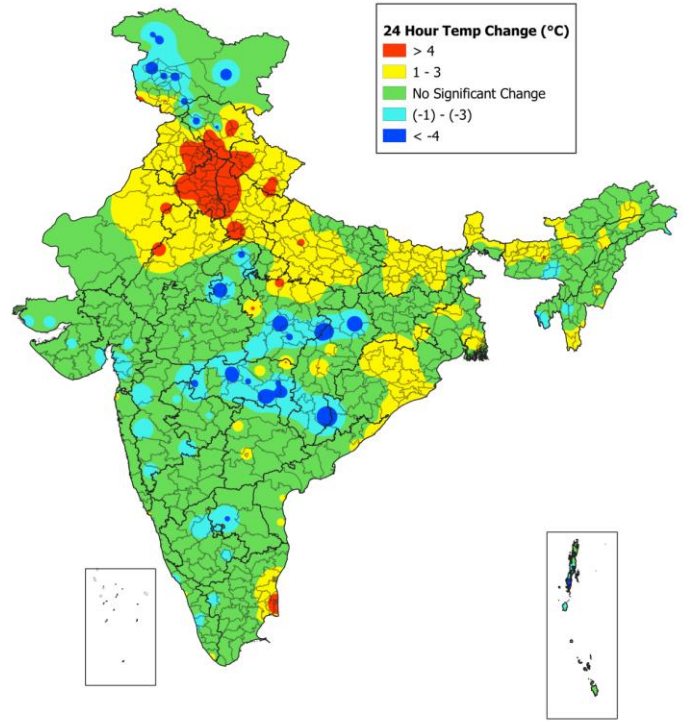 24 Hour Temp Change (°C)
> 4
1 - 3
No Significant Change
(-1) - (-3)
< -4